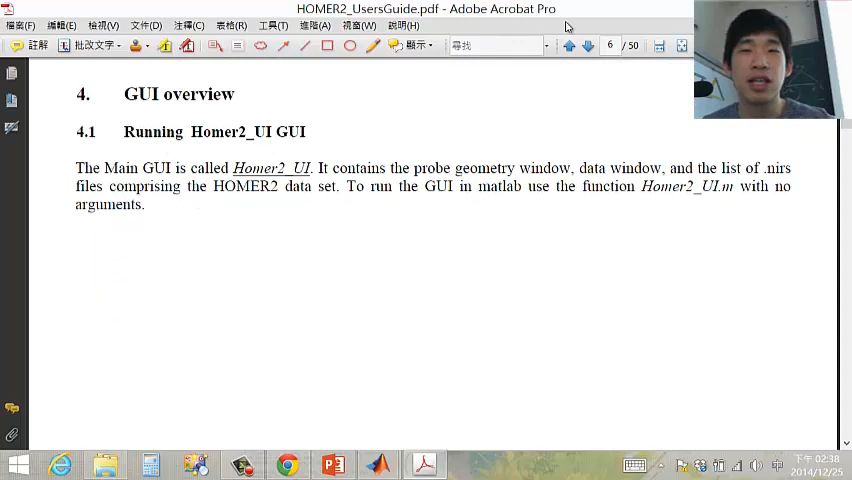 HOMER2_UsersGuide.pdf - Adobe Acrobat Pro
檔案(F) 編輯(E) 檢視(V) 文件(D) 註釋(C) 表格(R) 工具(T) 進階(A) 視窗(W) 說明(H)
註解 批改文字 顯示 尋找 6 / 50
4. GUI overview
4.1 Running Homer2_UI GUI
The Main GUI is called Homer2_UI. It contains the probe geometry window, data window, and the list of .nirs
files comprising the HOMER2 data set. To run the GUI in matlab use the function Homer2_UI.m with no
arguments.
中
下午 02:38
2014/12/25